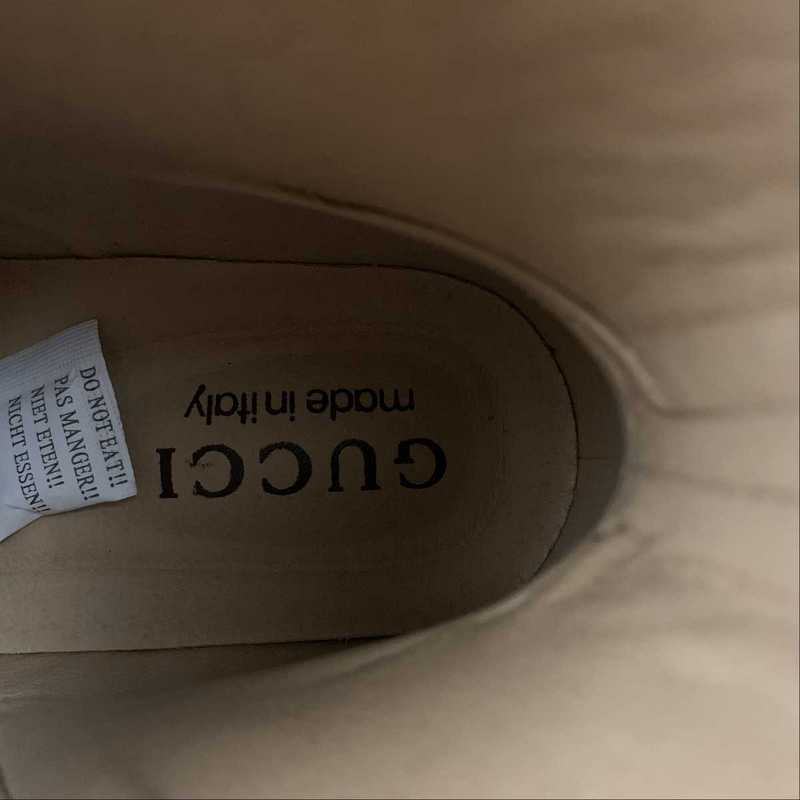 GUCCI
made in italy
DO NOT EAT!!
PAS MANGER!!
NIET ETEN!!
NICHT ESSEN!!